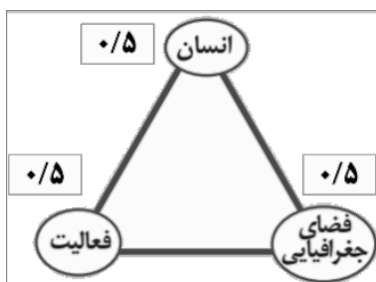 انسان
۰/۵
۰/۵
۰/۵
فضای
جغرافیایی
فعالیت